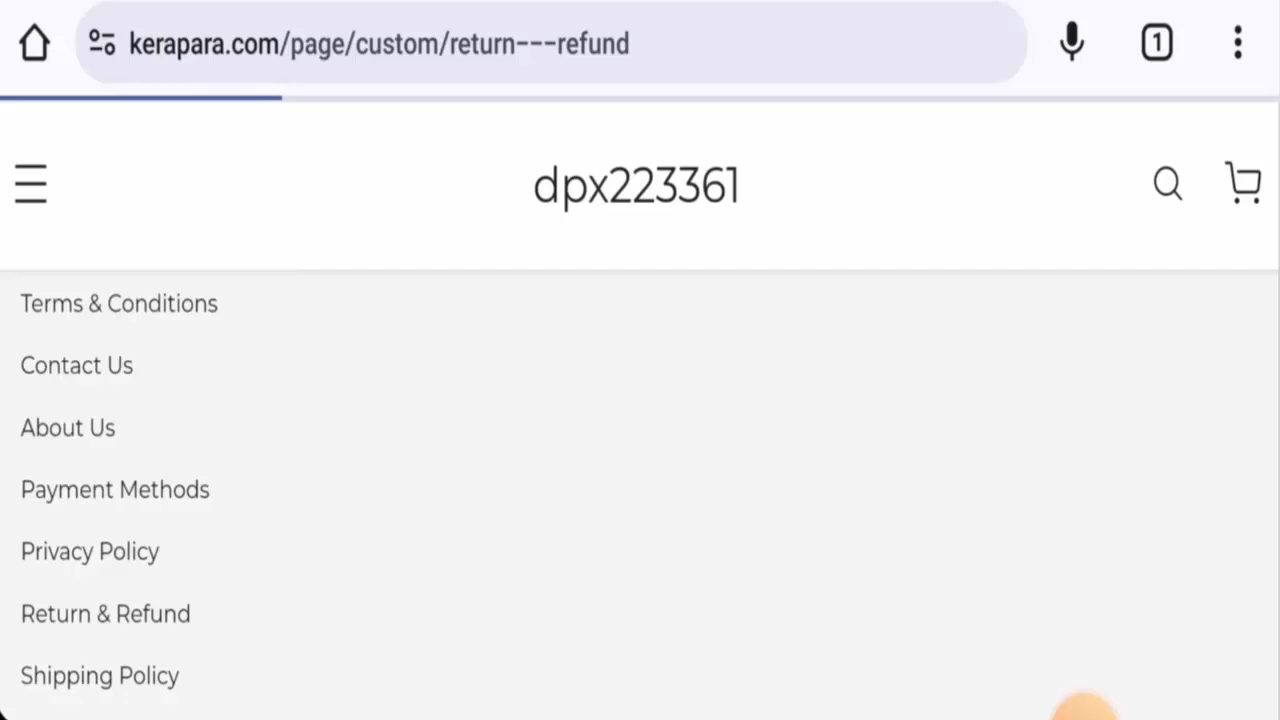 kerapara.com/page/custom/return---refund
1
dpx223361
Terms & Conditions
Contact Us
About Us
Payment Methods
Privacy Policy
Return & Refund
Shipping Policy